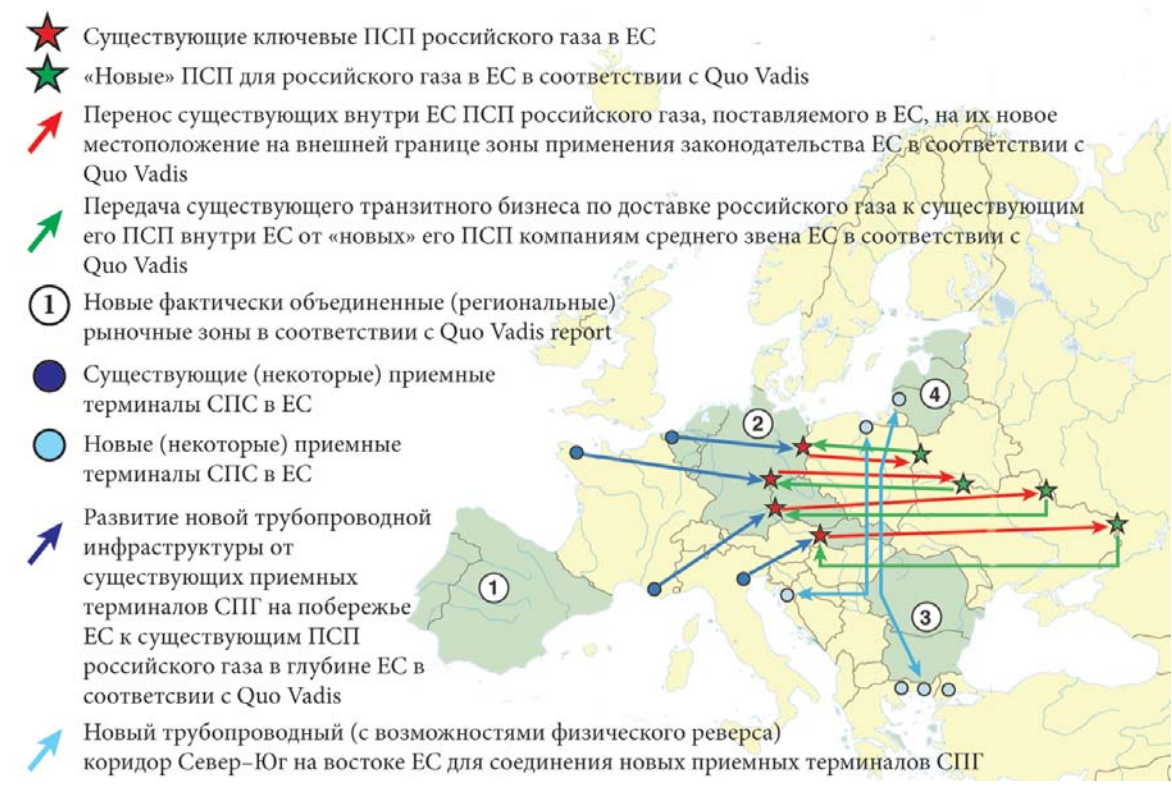 Существующие ключевые ПСП российского газа в ЕС
«Новые» ПСП для российского газа в ЕС в соответствии с Quo Vadis
Перенос существующих внутри ЕС ПСП российского газа, поставляемого в ЕС, на их новое
местоположение на внешней границе зоны применения законодательства ЕС в соответствии с
Quo Vadis
Передача существующего транзитного бизнеса по доставке российского газа к существующим
его ПСП внутри ЕС от «новых» его ПСП компаниям среднего звена ЕС в соответствии с
Quo Vadis
1 Новые фактически объединенные (региональные)
рыночные зоны в соответствии с Quo Vadis report
Существующие (некоторые) приемные
терминалы СПС в ЕС
Новые (некоторые) приемные
терминалы СПС в ЕС
Развитие новой трубопроводной
инфраструктуры от
существующих приемных
терминалов СПГ на побережье
ЕС к существующим ПСП
российского газа в глубине ЕС в
соответсвии с Quo Vadis
Новый трубопроводный (с возможностями физического реверса)
коридор Север–Юг на востоке ЕС для соединения новых приемных терминалов СПГ
4
2
1
3